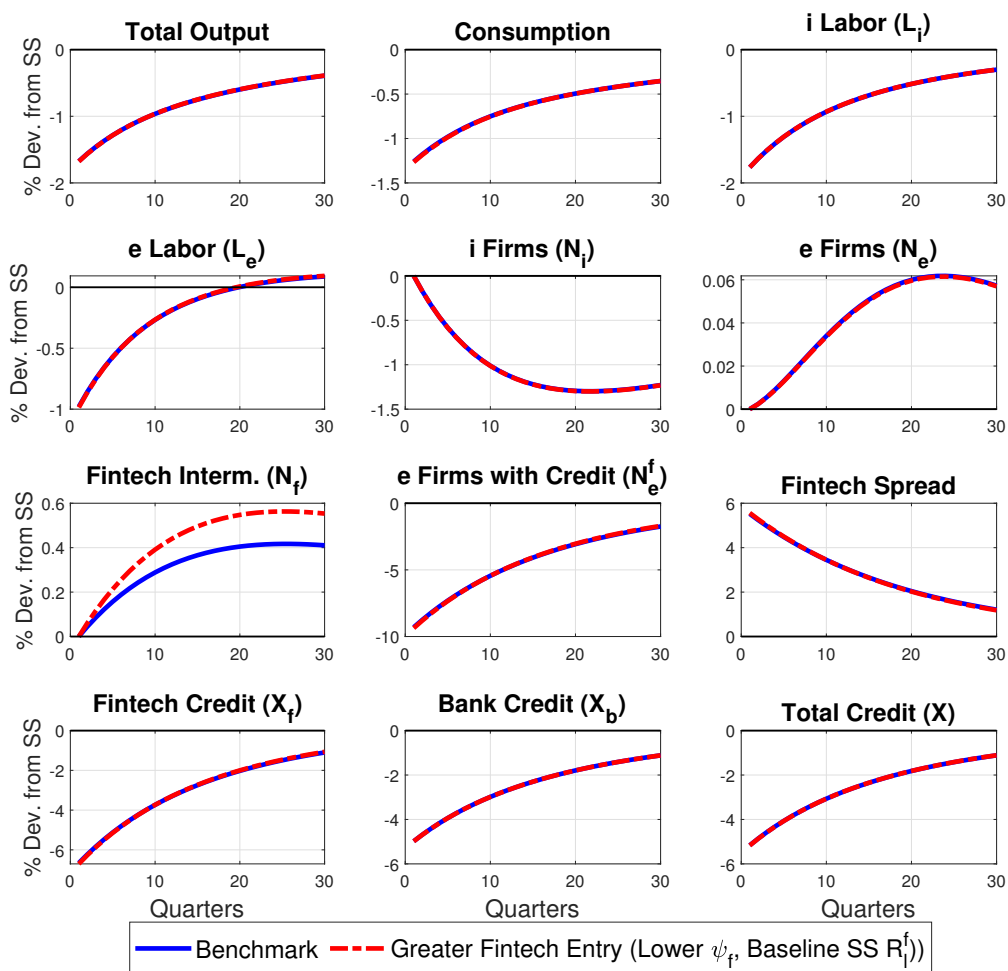 Total Output
Consumption
i Labor (L_i)
% Dev. from SS
0
-1
-2
0 10 20 30
0
-0.5
-1
-1.5
0 10 20 30
0
-1
-2
0 10 20 30
e Labor (L_e)
i Firms (N_i)
e Firms (N_e)
% Dev. from SS
0
-0.5
-1
0 10 20 30
0
-0.5
-1
-1.5
0 10 20 30
0.06
0.04
0.02
0
0 10 20 30
Fintech Interm. (N_f)
e Firms with Credit (N_e^f)
Fintech Spread
% Dev. from SS
0.6
0.4
0.2
0
0 10 20 30
0
-5
-10
0 10 20 30
6
4
2
0
0 10 20 30
Fintech Credit (X_f)
Bank Credit (X_b)
Total Credit (X)
% Dev. from SS
0
-2
-4
-6
0 10 20 30
0
-2
-4
-6
0 10 20 30
0
-2
-4
-6
0 10 20 30
Quarters
Quarters
Quarters
Benchmark
Greater Fintech Entry (Lower ψ_f, Baseline SS R_l^f))